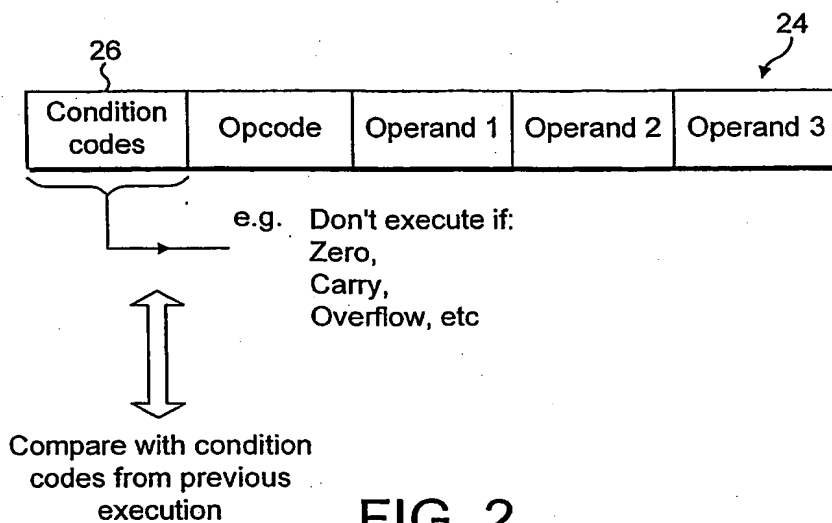 26
24
Condition
codes
Opcode
Operand 1
Operand 2
Operand 3
e.g. Don't execute if:
Zero,
Carry,
Overflow, etc
Compare with condition
codes from previous
execution
FIG. 2